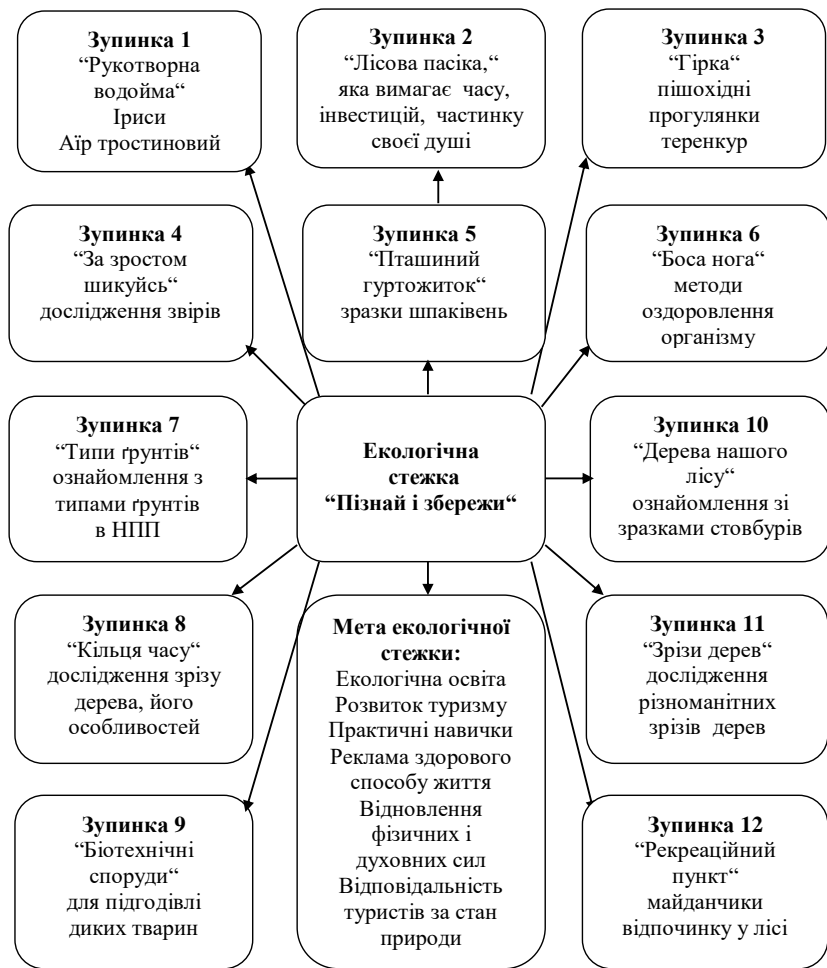 Зупинка 1
“Рукотворна
водойма“
Іриси
Аїр тростиновий
Зупинка 2
“Лісова пасіка,“
яка вимагає часу,
інвестицій, частинку
своєї душі
Зупинка 3
“Гірка“
пішохідні
прогулянки
теренкур
Зупинка 4
“За зростом
шикуйсь“
дослідження звірів
Зупинка 5
“Пташиний
гуртожиток“
зразки шпаківень
Зупинка 6
“Боса нога“
методи
оздоровлення
організму
Зупинка 7
“Типи ґрунтів“
ознайомлення з
типами ґрунтів
в НПП
Екологічна
стежка
“Пізнай і збережи“
Зупинка 10
“Дерева нашого
лісу“
ознайомлення зі
зразками стовбурів
Зупинка 8
“Кільця часу“
дослідження зрізу
дерева, його
особливостей
Мета екологічної
стежки:
Екологічна освіта
Розвиток туризму
Практичні навички
Реклама здорового
способу життя
Відновлення
фізичних і
духовних сил
Відповідальність
туристів за стан
природи
Зупинка 11
“Зрізи дерев“
дослідження
різноманітних
зрізів дерев
Зупинка 9
“Біотехнічні
споруди“
для підгодівлі
диких тварин
Зупинка 12
“Рекреаційний
пункт“
майданчики
відпочинку у лісі